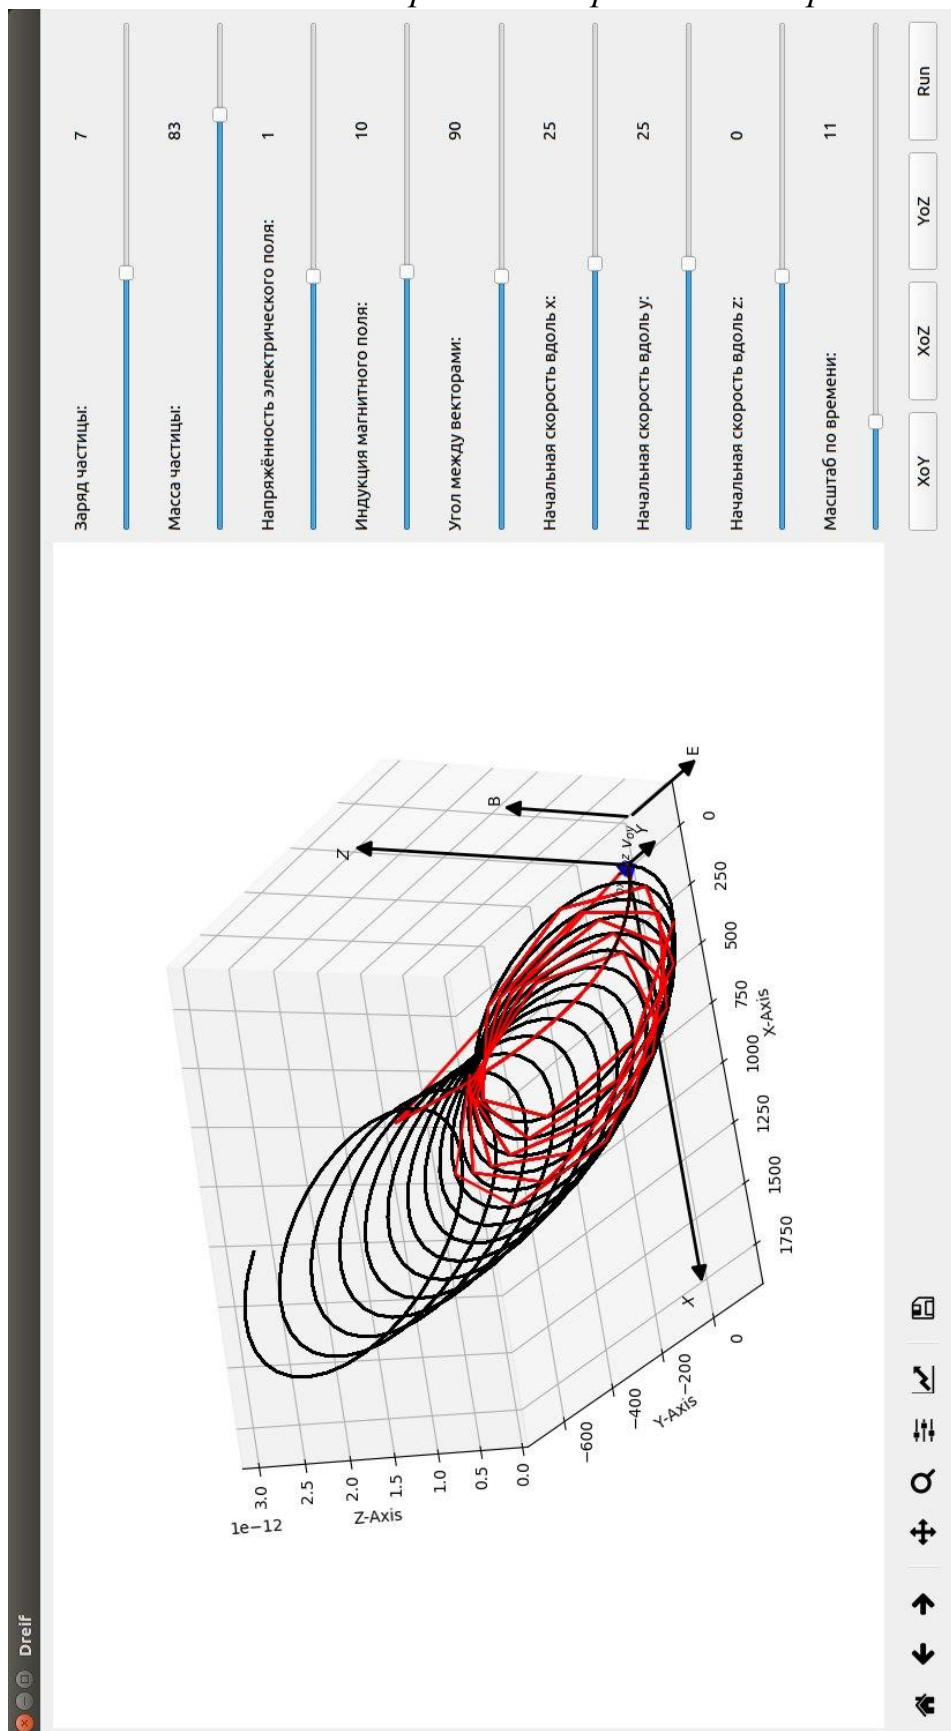 Dreif
Заряд частицы: 7
Масса частицы: 83
Напряжённость электрического поля: 1
Индукция магнитного поля: 10
Угол между векторами: 90
Начальная скорость вдоль x: 25
Начальная скорость вдоль y: 25
Начальная скорость вдоль z: 0
Масштаб по времени: 11
XoY XoZ YoZ Run
1e−12
3.0
2.5
2.0
1.5
1.0
0.5
0.0
Z-Axis
−600
−400
−200
0
Y-Axis
1750
1500
1250
1000
750
500
250
0
X-Axis
Z
B
E
Y
X